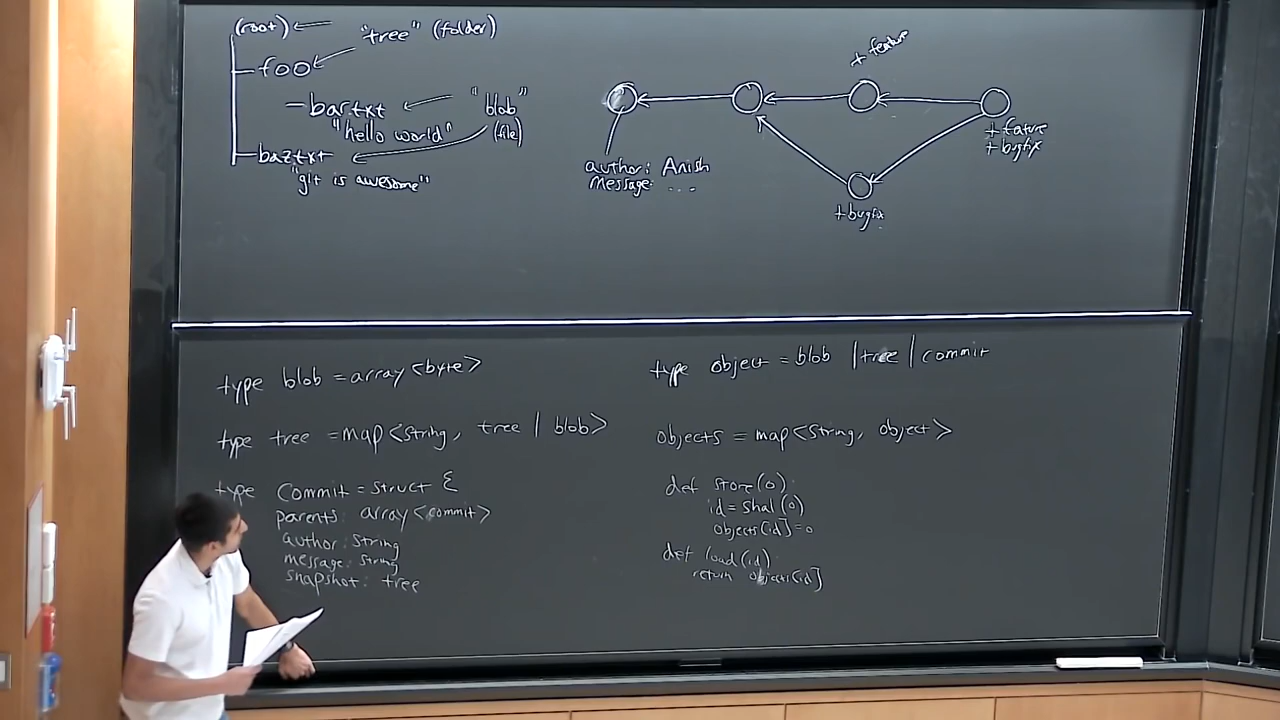 (root) "tree" (folder)
foo
bar.txt "blob"
"hello world" (file)
baz.txt
"git is awesome"
+ feature
author: Anish
message: ...
+ bugfix
+ feature
+ bugfix
type blob = array<byte>
type tree = map<string, tree | blob>
type commit = struct {
parents: array<commit>
author: string
message: string
snapshot: tree
type object = blob | tree | commit
objects = map<string, object>
def store(o):
id = sha1(o)
objects[id] = o
def load(id):
return objects[id]